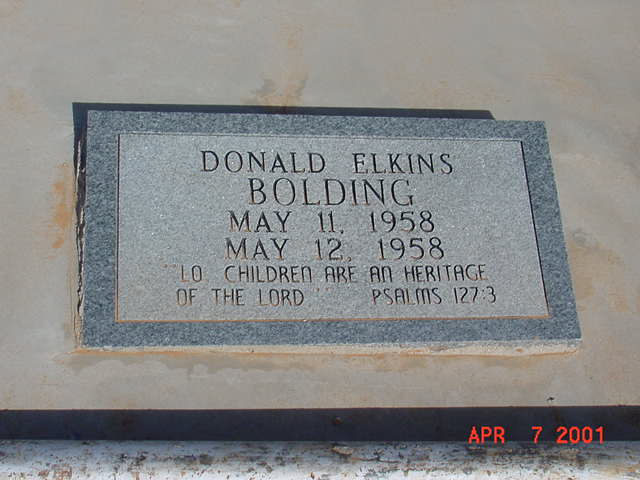 DONALD ELKINS
BOLDING
MAY 11, 1958
MAY 12, 1958
"LO CHILDREN ARE AN HERITAGE
OF THE LORD" PSALMS 127:3
APR 7 2001